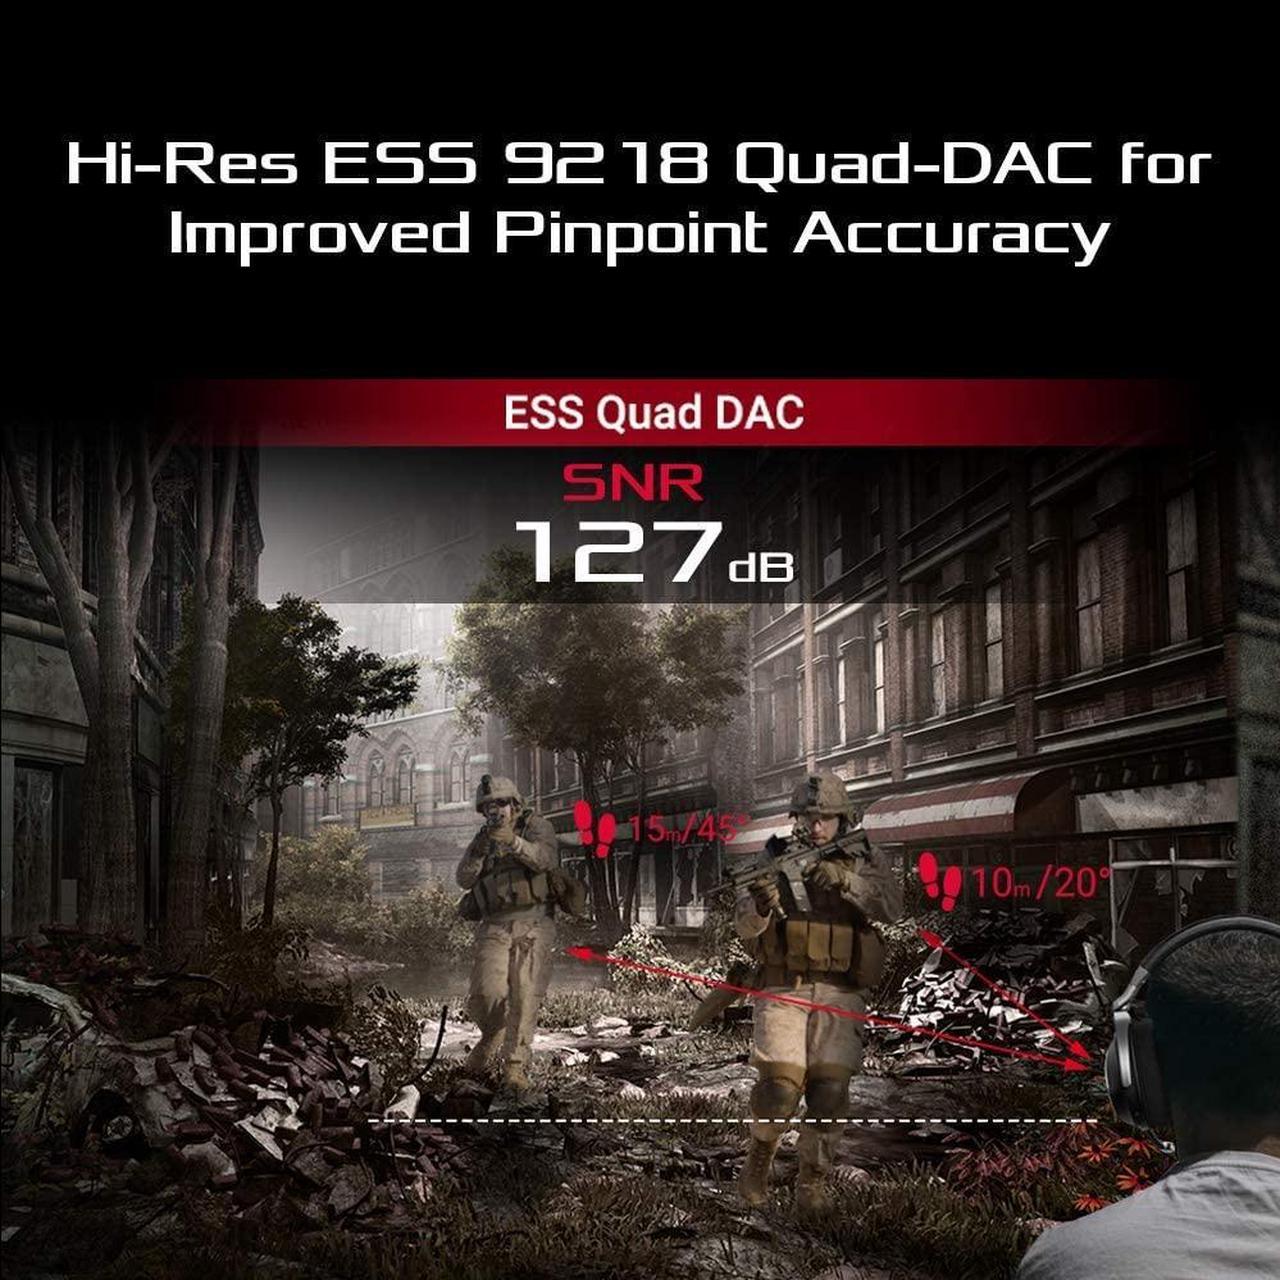 Hi-Res ESS 9218 Quad-DAC for
Improved Pinpoint Accuracy
ESS Quad DAC
SNR
127dB
15m/45°
10m/20°